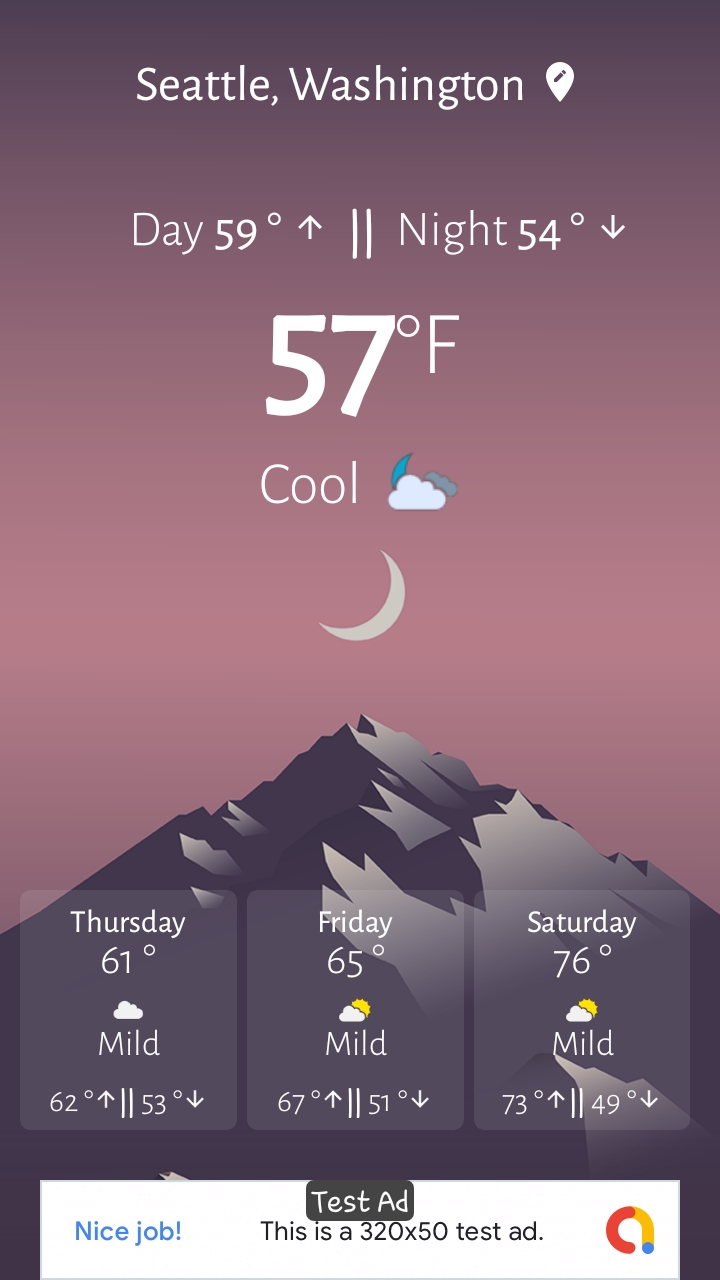 Seattle, Washington
Day 59 ° ↑ || Night 54 ° ↓
57°F
Cool
Thursday
61 °
Mild
62 °↑|| 53 °↓
Friday
65 °
Mild
67 °↑|| 51 °↓
Saturday
76 °
Mild
73 °↑|| 49 °↓
Test Ad
Nice job! This is a 320x50 test ad.